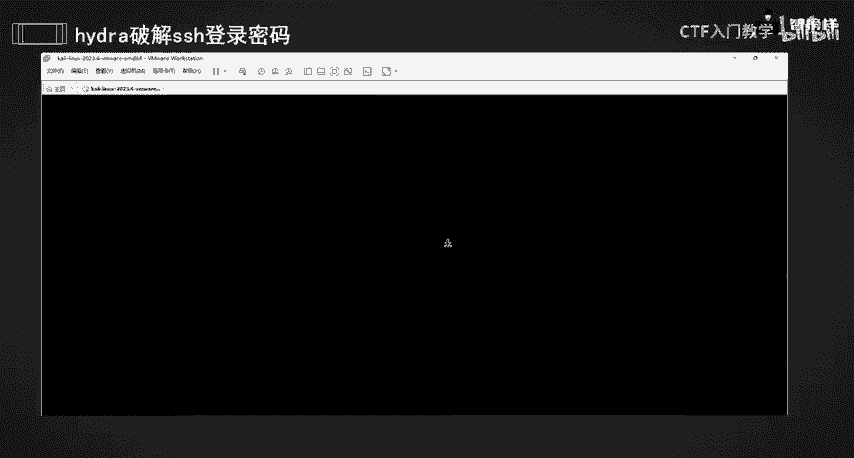 hydra破解ssh登录密码
CTF入门教学
bilibili
kali-linux-2023.4-vmware-amd64 - VMware Workstation
文件(F) 编辑(E) 查看(V) 虚拟机(M) 选项卡(T) 帮助(H)
主页
kali-linux-2023.4-vmware...